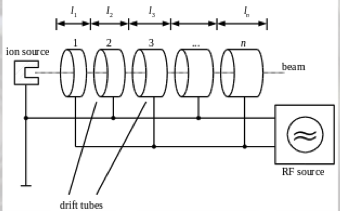 l1 l2 l3 ln
1 2 3 ... n
ion source
beam
RF source
drift tubes